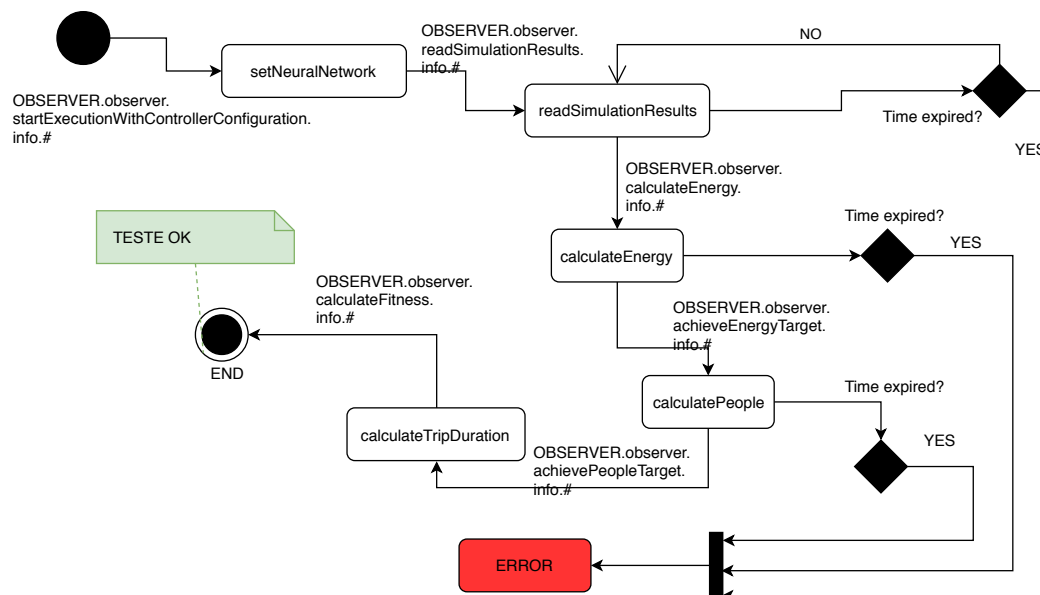 OBSERVER.observer.
readSimulationResults.
info.#
NO
setNeuralNetwork
OBSERVER.observer.
startExecutionWithControllerConfiguration.
info.#
readSimulationResults
Time expired?
YES
OBSERVER.observer.
calculateEnergy.
info.#
Time expired?
YES
TESTE OK
calculateEnergy
OBSERVER.observer.
calculateFitness.
info.#
OBSERVER.observer.
achieveEnergyTarget.
info.#
END
Time expired?
calculatePeople
YES
calculateTripDuration
OBSERVER.observer.
achievePeopleTarget.
info.#
ERROR